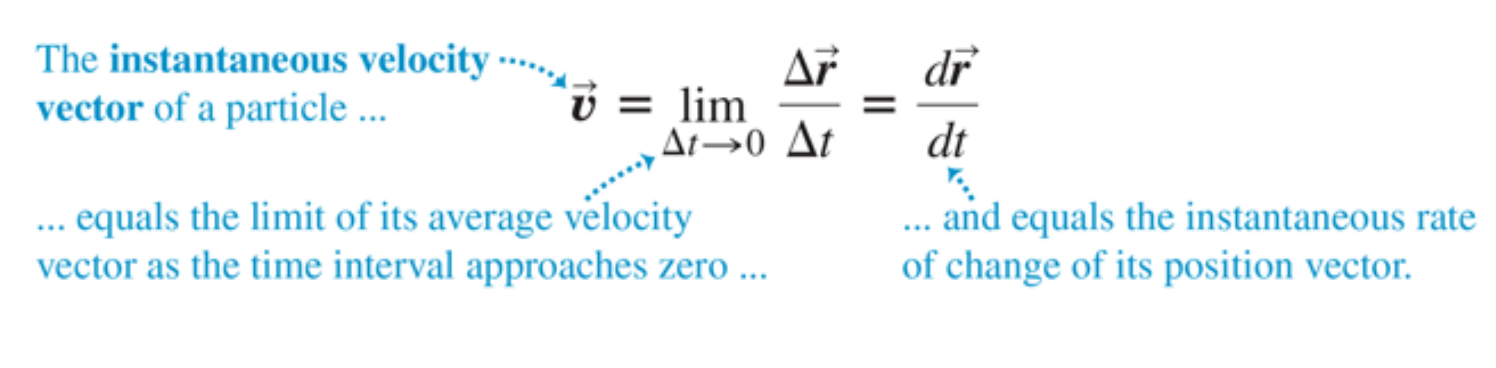 The instantaneous velocity
vector of a particle ...
v⃗ = lim Δt→0 Δr⃗/Δt = dr⃗/dt
... equals the limit of its average velocity
vector as the time interval approaches zero ...
... and equals the instantaneous rate
of change of its position vector.